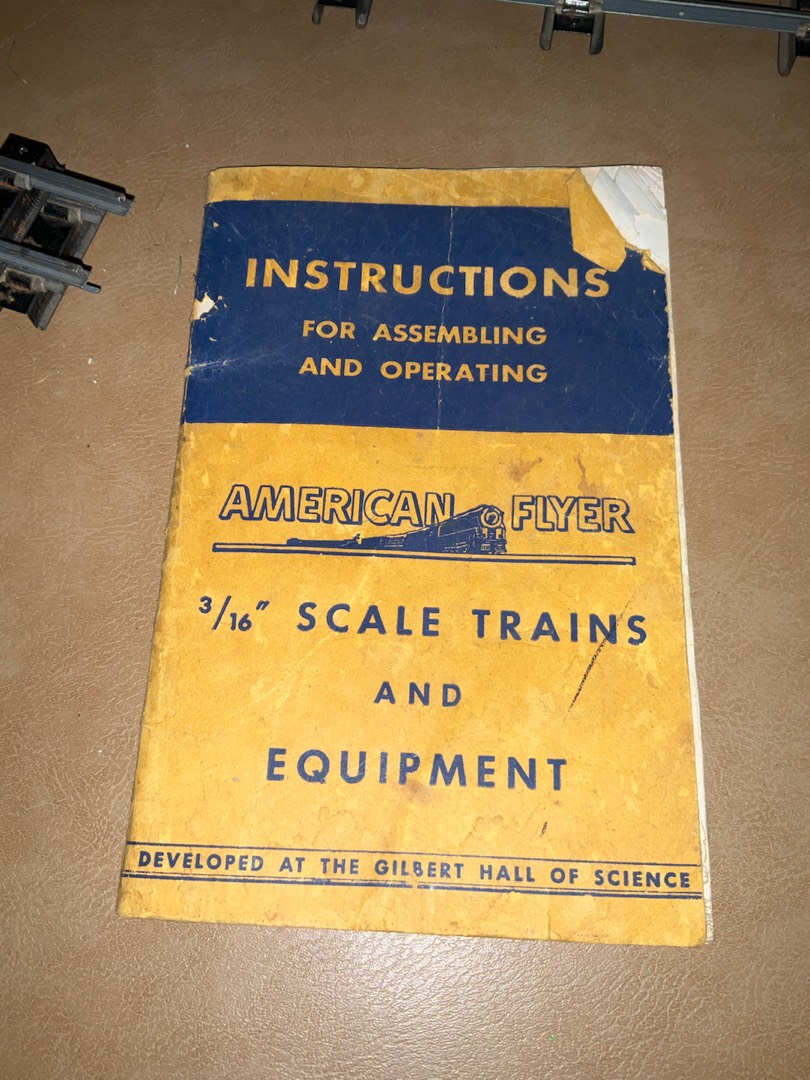 INSTRUCTIONS
FOR ASSEMBLING
AND OPERATING
AMERICAN FLYER
3/16" SCALE TRAINS
AND
EQUIPMENT
DEVELOPED AT THE GILBERT HALL OF SCIENCE